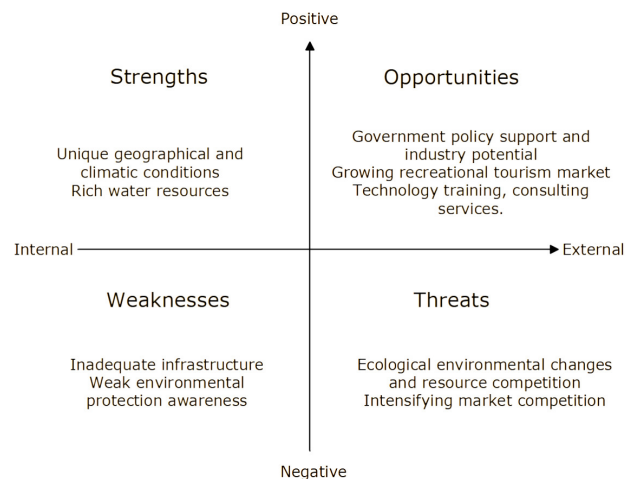 Positive
Strengths
Opportunities
Unique geographical and
climatic conditions
Rich water resources
Government policy support and
industry potential
Growing recreational tourism market
Technology training, consulting
services.
Internal
External
Weaknesses
Threats
Inadequate infrastructure
Weak environmental
protection awareness
Ecological environmental changes
and resource competition
Intensifying market competition
Negative